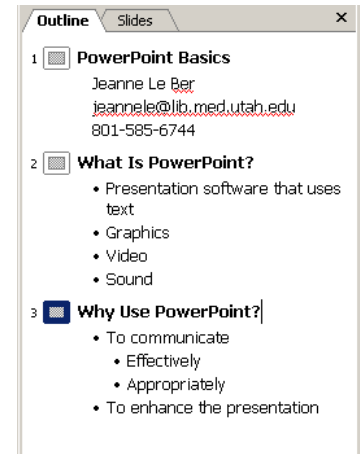 Outline Slides ×
1 PowerPoint Basics
Jeanne Le Ber
jeannele@lib.med.utah.edu
801-585-6744
2 What Is PowerPoint?
• Presentation software that uses
text
• Graphics
• Video
• Sound
3 Why Use PowerPoint?
• To communicate
• Effectively
• Appropriately
• To enhance the presentation